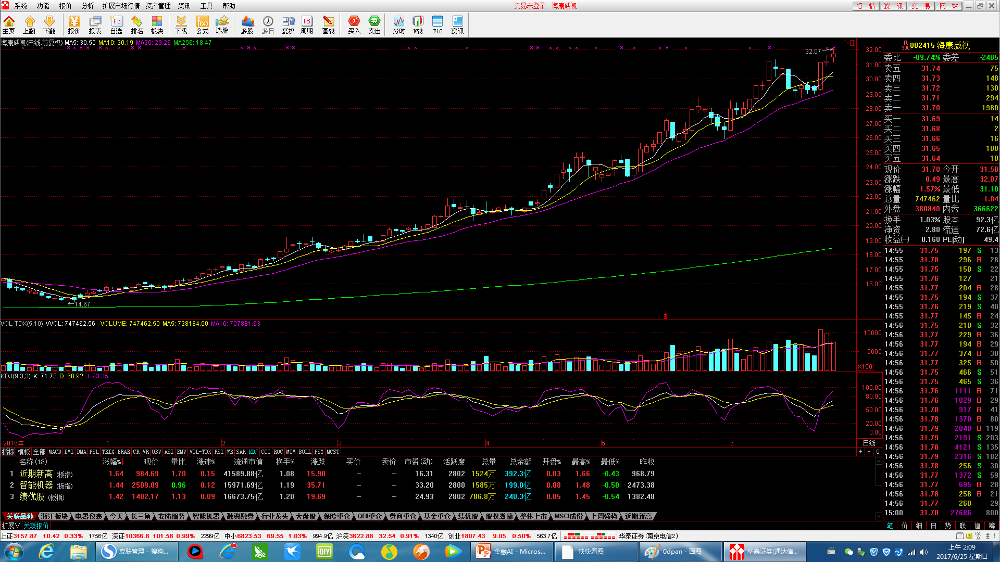 系统 功能 报价 分析 扩展市场行情 资产管理 资讯 工具 帮助 交易未登录 海康威视 行情 资讯 交易 网站
主页 上翻 下翻 报价 报表 自选 排名 板块 下载 公式 选股 多股 多日 复权 周期 画线 买入 卖出 分时 K线 F10 资讯
海康威视(日线.前复权) MA5: 30.50 MA10: 30.19 MA20: 29.26 MA256: 18.47
32.07
14.67
32.00
31.00
30.00
29.00
28.00
27.00
26.00
25.00
24.00
23.00
22.00
21.00
20.00
19.00
18.00
17.00
16.00
VOL-TDX(5,10) VVOL: 747462.56 VOLUME: 747462.50 MA5: 728184.00 MA10: 707881.63
10000
5000
X100
KDJ(9,3,3) K: 71.73 D: 60.92 J: 93.35
100.00
80.00
50.00
20.00
0.00
2016年 1 2 3 4 5 6 日线
指标 模板 全部 MACD DMI DMA FSL TRIX BRAR CR VR OBV ASI EMV VOL-TDX RSI WR SAR KDJ CCI ROC MTM BOLL PSY MCST + - 0
名称(18) 涨幅%↓ 现价 量比 涨速% 流通市值 换手% 涨跌 买价 卖价 市盈(动) 活跃度 总量 总金额 开盘% 最高% 最低% 昨收
1 近期新高 (板指) 1.64 984.69 1.70 0.15 41589.88亿 1.08 15.90 — — 16.31 2802 1524万 392.3亿 0.03 1.66 -0.43 968.79
2 智能机器 (板指) 1.44 2509.09 0.96 0.12 15971.69亿 1.19 35.71 — — 33.20 2800 1585万 199.0亿 0.08 1.48 -0.50 2473.38
3 绩优股 (板指) 1.42 1402.17 1.13 0.09 16673.75亿 1.20 19.69 — — 24.93 2802 786.8万 240.3亿 0.05 1.45 -0.54 1382.48
关联品种 浙江板块 电器仪表 今天 长三角 安防服务 智能机器 融资融券 行业龙头 大盘股 保险重仓 QFII重仓 券商重仓 基金重仓 绩优股 股权激励 整体上市 MSCI成份 上周强势 近期新高
扩展∨ 关联报价
R 300 002415 海康威视
委比 -89.74% 委差 -2485
卖五 31.74 75
卖四 31.73 148
卖三 31.72 130
卖二 31.71 294
卖一 31.70 1980
买一 31.69 14
买二 31.68 2
买三 31.66 16
买四 31.65 100
买五 31.64 10
现价 31.70 今开 31.50
涨跌 0.49 最高 32.07
涨幅 1.57% 最低 31.10
总量 747462 量比 1.04
外盘 380840 内盘 366622
换手 1.03% 股本 92.3亿
净资 2.80 流通 72.6亿
收益(一) 0.160 PE(动) 49.4
14:55 31.75 197 S 13
14:55 31.78 296 B 28
14:55 31.75 150 S 22
14:55 31.76 127 21
14:55 31.77 204 B 28
14:55 31.75 194 S 37
14:55 31.76 219 S 40
14:55 31.77 145 B 24
14:56 31.75 210 S 32
14:56 31.77 229 B 36
14:56 31.77 194 B 29
14:56 31.77 374 B 38
14:56 31.77 325 B 50
14:56 31.75 466 S 51
14:56 31.75 465 S 36
14:56 31.76 1111 B 71
14:56 31.76 1029 B 29
14:56 31.78 917 B 41
14:56 31.78 1370 B 80
14:56 31.79 2040 B 119
14:56 31.79 2191 S 203
14:56 31.78 4121 S 135
14:56 31.79 2316 S 182
14:56 31.78 256 S 30
14:56 31.77 1372 S 59
14:56 31.77 695 B 28
14:56 31.78 258 B 21
14:56 31.77 260 29
15:00 31.70 27686 800
笔 价 细 日 势 联 值 筹
上证3157.87 10.42 0.33% 1756亿 深证10366.8 101.58 0.99% 2299亿 中小6823.53 69.55 1.03% 994.9亿 沪深3622.88 32.54 0.91% 1340亿 创业1807.43 9.05 0.50% 563.7亿 华泰证券(南京电信2)
皮肤管理 - 搜狗... 金融AI - Micros... 快快看图 0dpan - 画图 华泰证券(通达信... 上午 2:09
2017/6/25 星期日